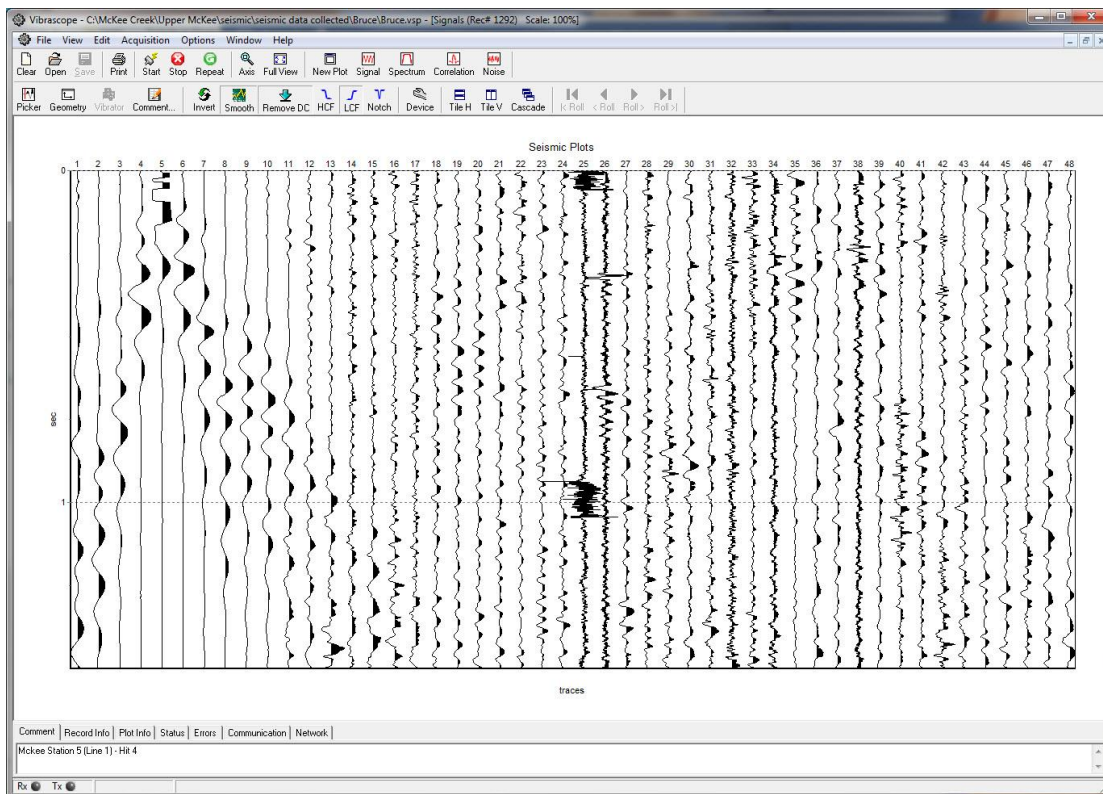 Vibrascope - C:\McKee Creek\Upper McKee\seismic\seismic data collected\Bruce\Bruce.vsp - [Signals (Rec# 1292) Scale: 100%]
File View Edit Acquisition Options Window Help
Clear Open Save Print Start Stop Repeat Axis Full View New Plot Signal Spectrum Correlation Noise
Picker Geometry Vibrator Comment... Invert Smooth Remove DC HCF LCF Notch Device Tile H Tile V Cascade |< Roll < Roll Roll > Roll >|
Seismic Plots
1 2 3 4 5 6 7 8 9 10 11 12 13 14 15 16 17 18 19 20 21 22 23 24 25 26 27 28 29 30 31 32 33 34 35 36 37 38 39 40 41 42 43 44 45 46 47 48
0
sec
1
traces
Comment Record Info Plot Info Status Errors Communication Network
Mckee Station 5 (Line 1) - Hit 4
Rx Tx